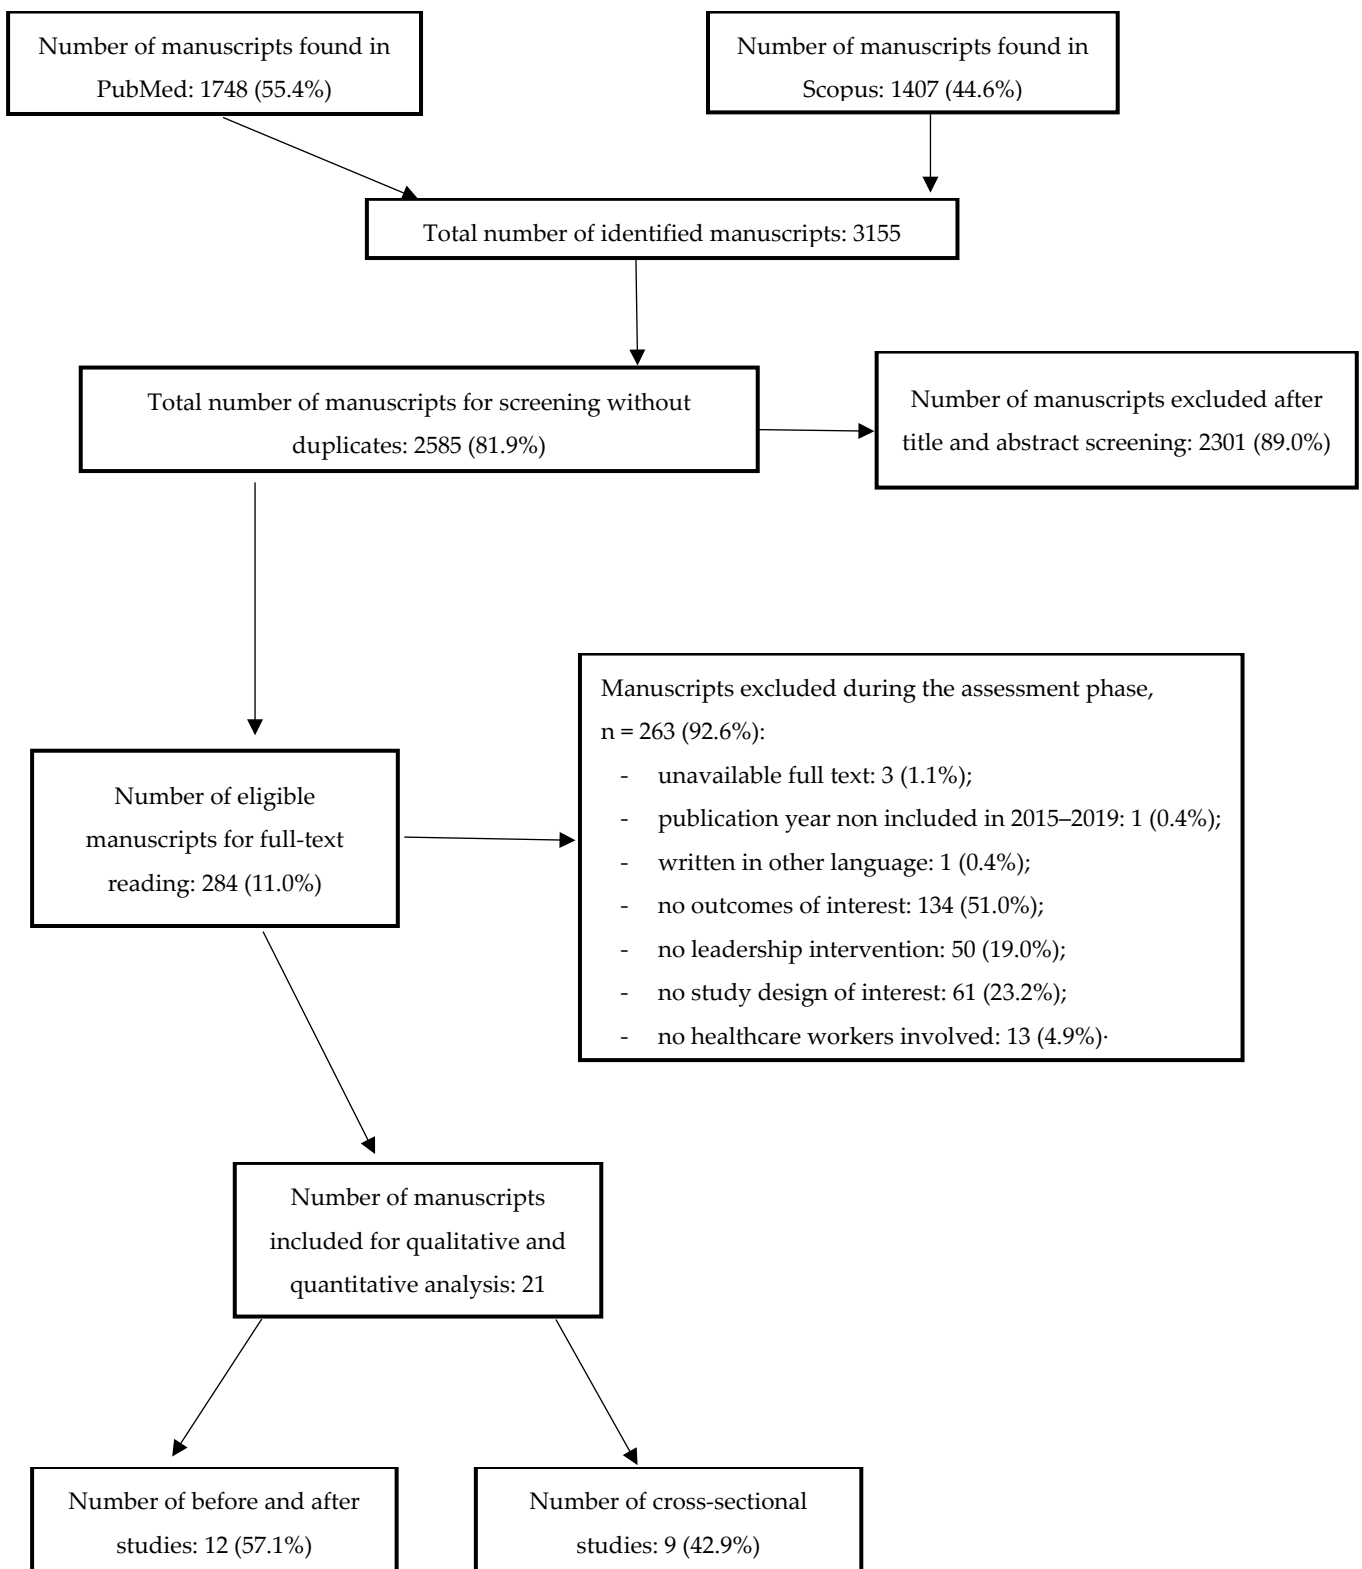 Number of manuscripts found in
PubMed: 1748 (55.4%)
Number of manuscripts found in
Scopus: 1407 (44.6%)
Total number of identified manuscripts: 3155
Total number of manuscripts for screening without
duplicates: 2585 (81.9%)
Number of manuscripts excluded after
title and abstract screening: 2301 (89.0%)
Manuscripts excluded during the assessment phase,
n = 263 (92.6%):
- unavailable full text: 3 (1.1%);
- publication year non included in 2015–2019: 1 (0.4%);
- written in other language: 1 (0.4%);
- no outcomes of interest: 134 (51.0%);
- no leadership intervention: 50 (19.0%);
- no study design of interest: 61 (23.2%);
- no healthcare workers involved: 13 (4.9%).
Number of eligible
manuscripts for full-text
reading: 284 (11.0%)
Number of manuscripts
included for qualitative and
quantitative analysis: 21
Number of before and after
studies: 12 (57.1%)
Number of cross-sectional
studies: 9 (42.9%)